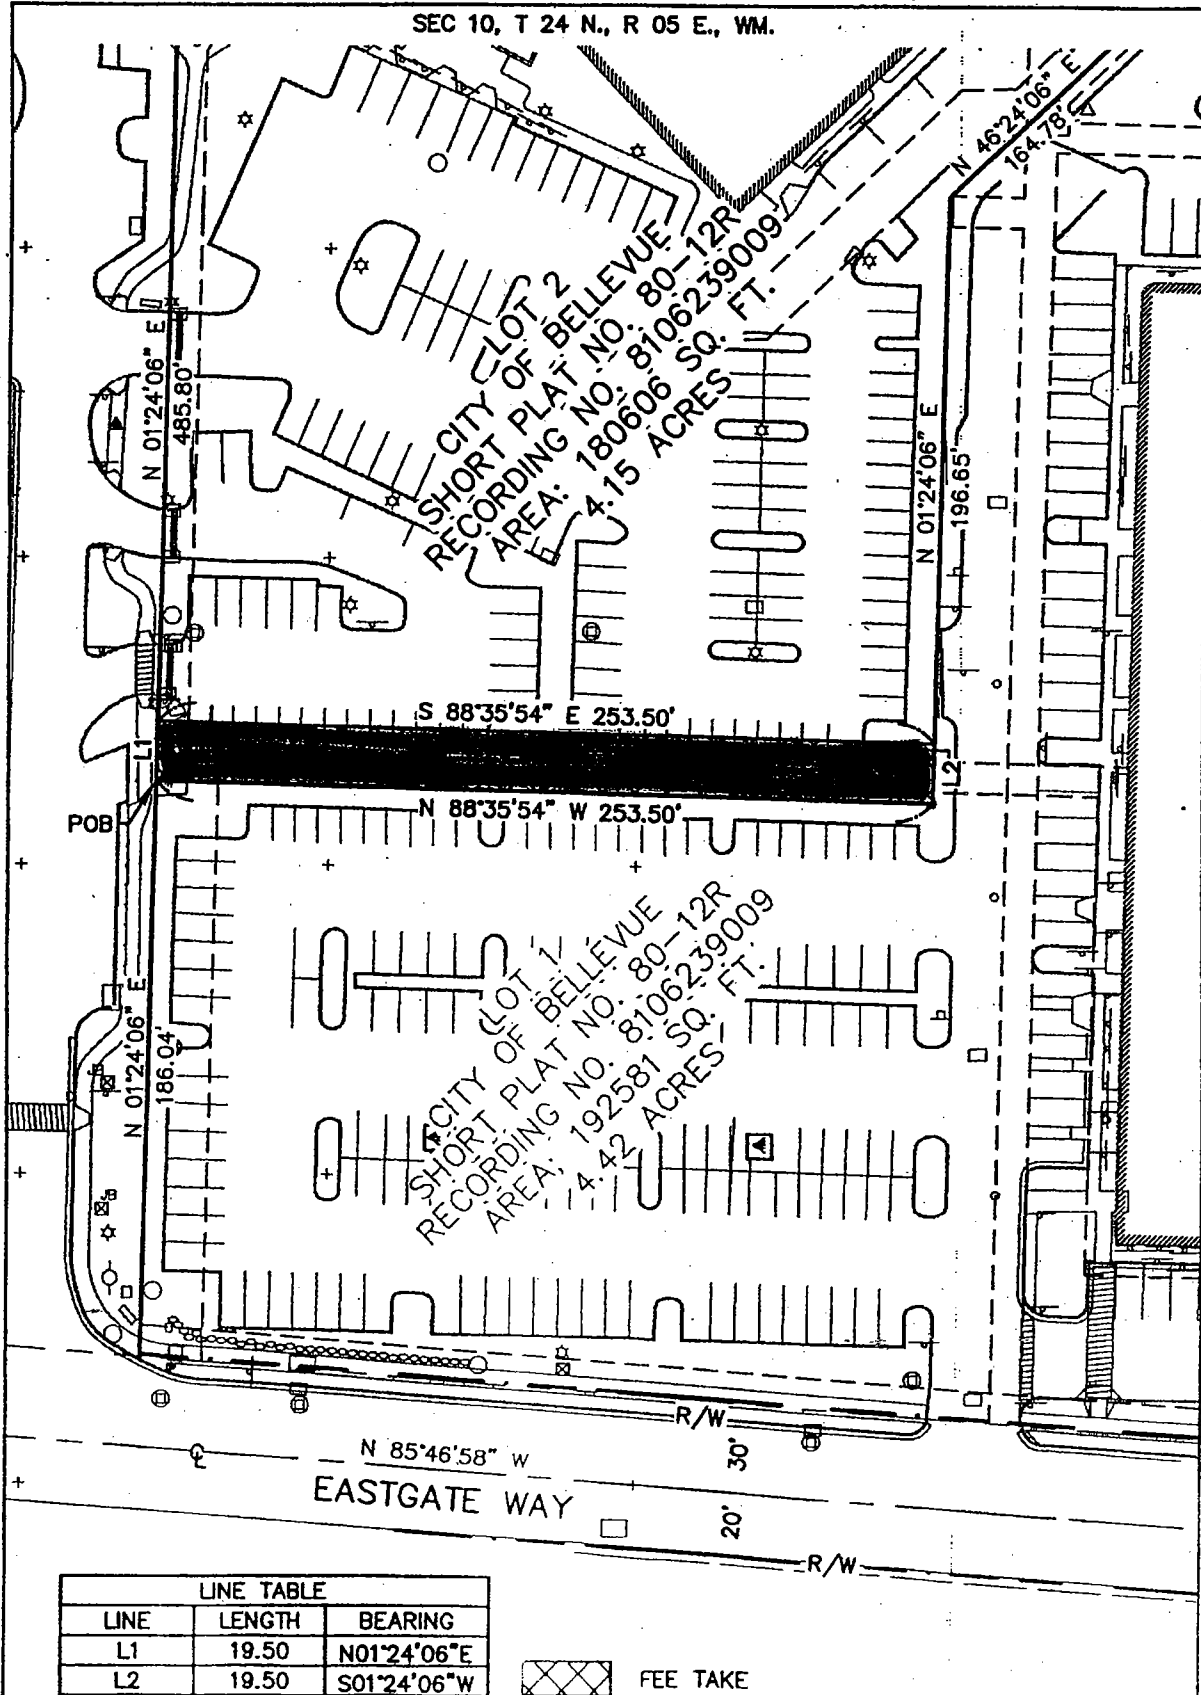 SEC 10, T 24 N., R 05 E., WM.
N 46°24'06" E
164.78'
N 01°24'06" E
485.80'
LOT 2
CITY OF BELLEVUE
SHORT PLAT NO. 80-12R
RECORDING NO. 8106239009
AREA: 180606 SQ. FT.
4.15 ACRES
N 01°24'06" E
196.65'
S 88°35'54" E 253.50'
L1
L2
N 88°35'54" W 253.50'
POB
LOT 1
CITY OF BELLEVUE
SHORT PLAT NO. 80-12R
RECORDING NO. 8106239009
AREA: 192581 SQ. FT.
4.42 ACRES
N 01°24'06" E
186.04'
JB
JB
R/W
N 85°46'58" W
30'
EASTGATE WAY
20'
R/W
LINE TABLE
LINE LENGTH BEARING
L1 19.50 N01°24'06"E
L2 19.50 S01°24'06"W
FEE TAKE